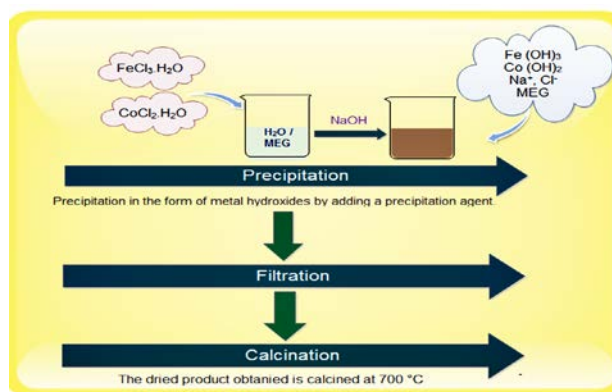 FeCl₃.H₂O
CoCl₂.H₂O
H₂O /
MEG
NaOH
Fe (OH)₃
Co (OH)₂
Na⁺, Cl⁻
MEG
Precipitation
Precipitation in the form of metal hydroxides by adding a precipitation agent.
Filtration
Calcination
The dried product obtanied is calcined at 700 °C